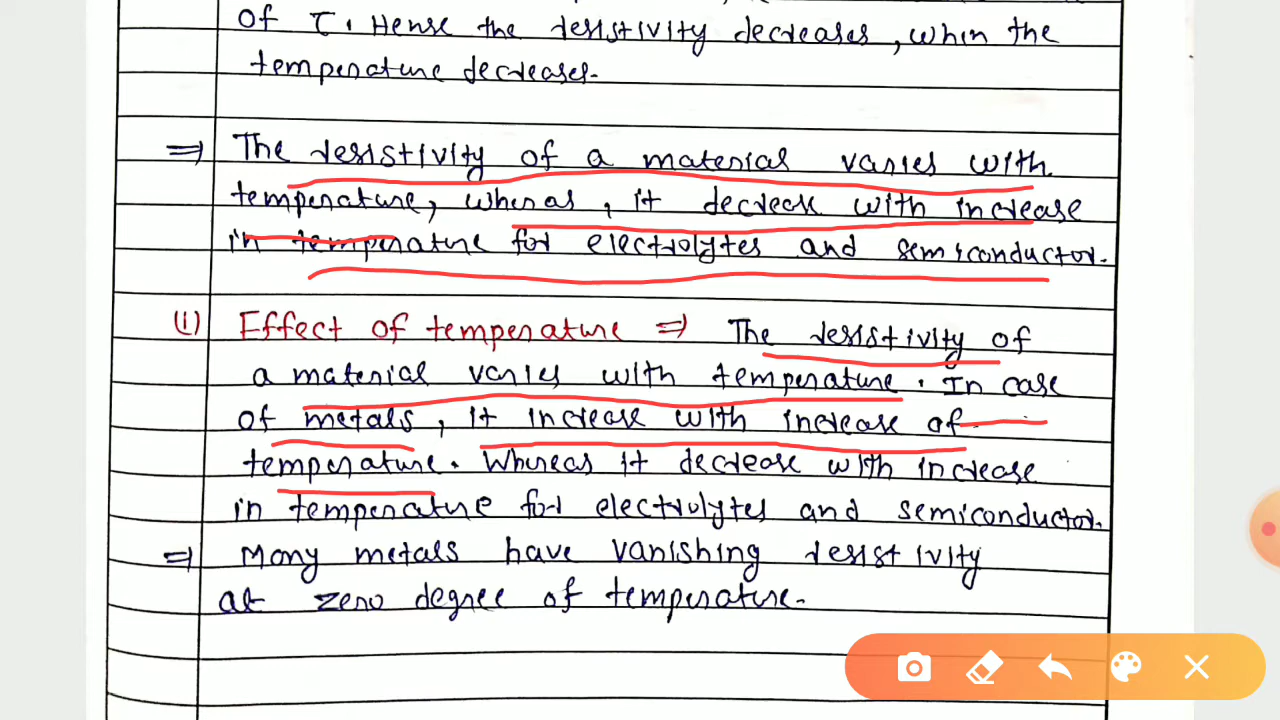 of τ. Hense the resistivity decreases, when the
temperature decreases.
⇒ The resistivity of a material varies with
temperature, wheras, it decreas with increase
in temperature for electrolytes and semiconductor.
(i) Effect of temperature ⇒ The resistivity of
a material varies with temperature. In case
of metals, it increase with increase of
temperature. Whereas it decrease with increase
in temperature for electrolytes and semiconductor.
⇒ Many metals have vanishing resistivity
at zero degree of temperature.